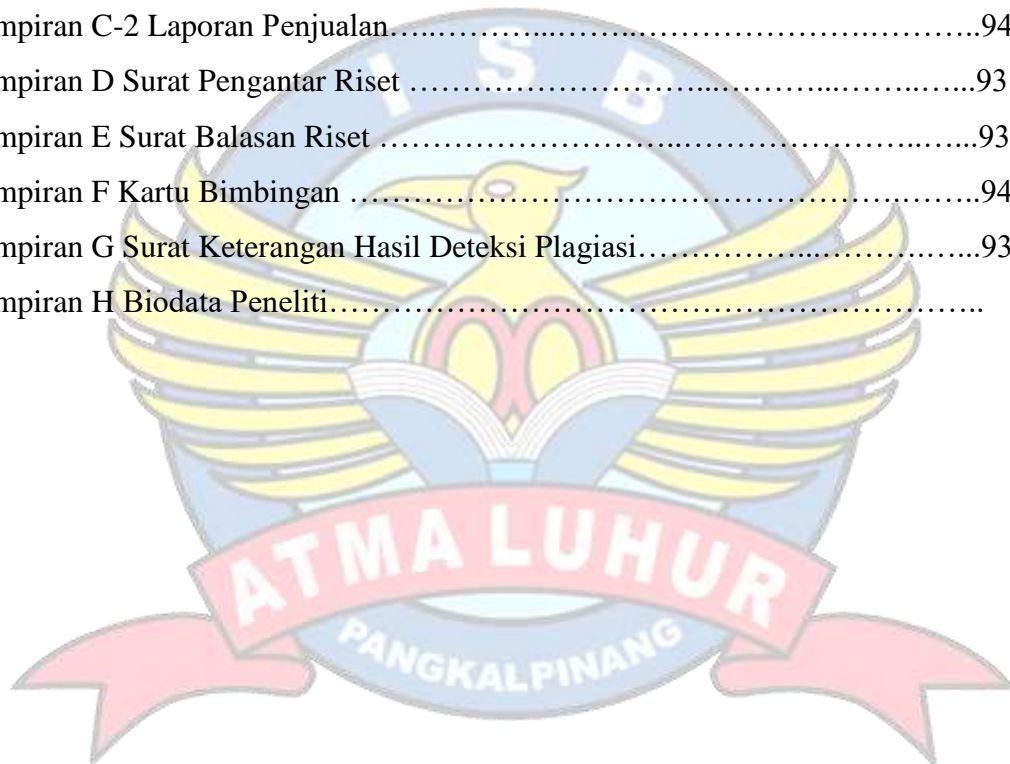 mpiran C-2 Laporan Penjualan…..………...……..………………….………..94
mpiran D Surat Pengantar Riset ………………………...………..……..…...93
mpiran E Surat Balasan Riset ………………………...…………………..…...93
mpiran F Kartu Bimbingan …………………………………………….……..94
mpiran G Surat Keterangan Hasil Deteksi Plagiasi……………...……….…...93
mpiran H Biodata Peneliti……………………………………………………..
I S B
ATMA LUHUR
PANGKALPINANG